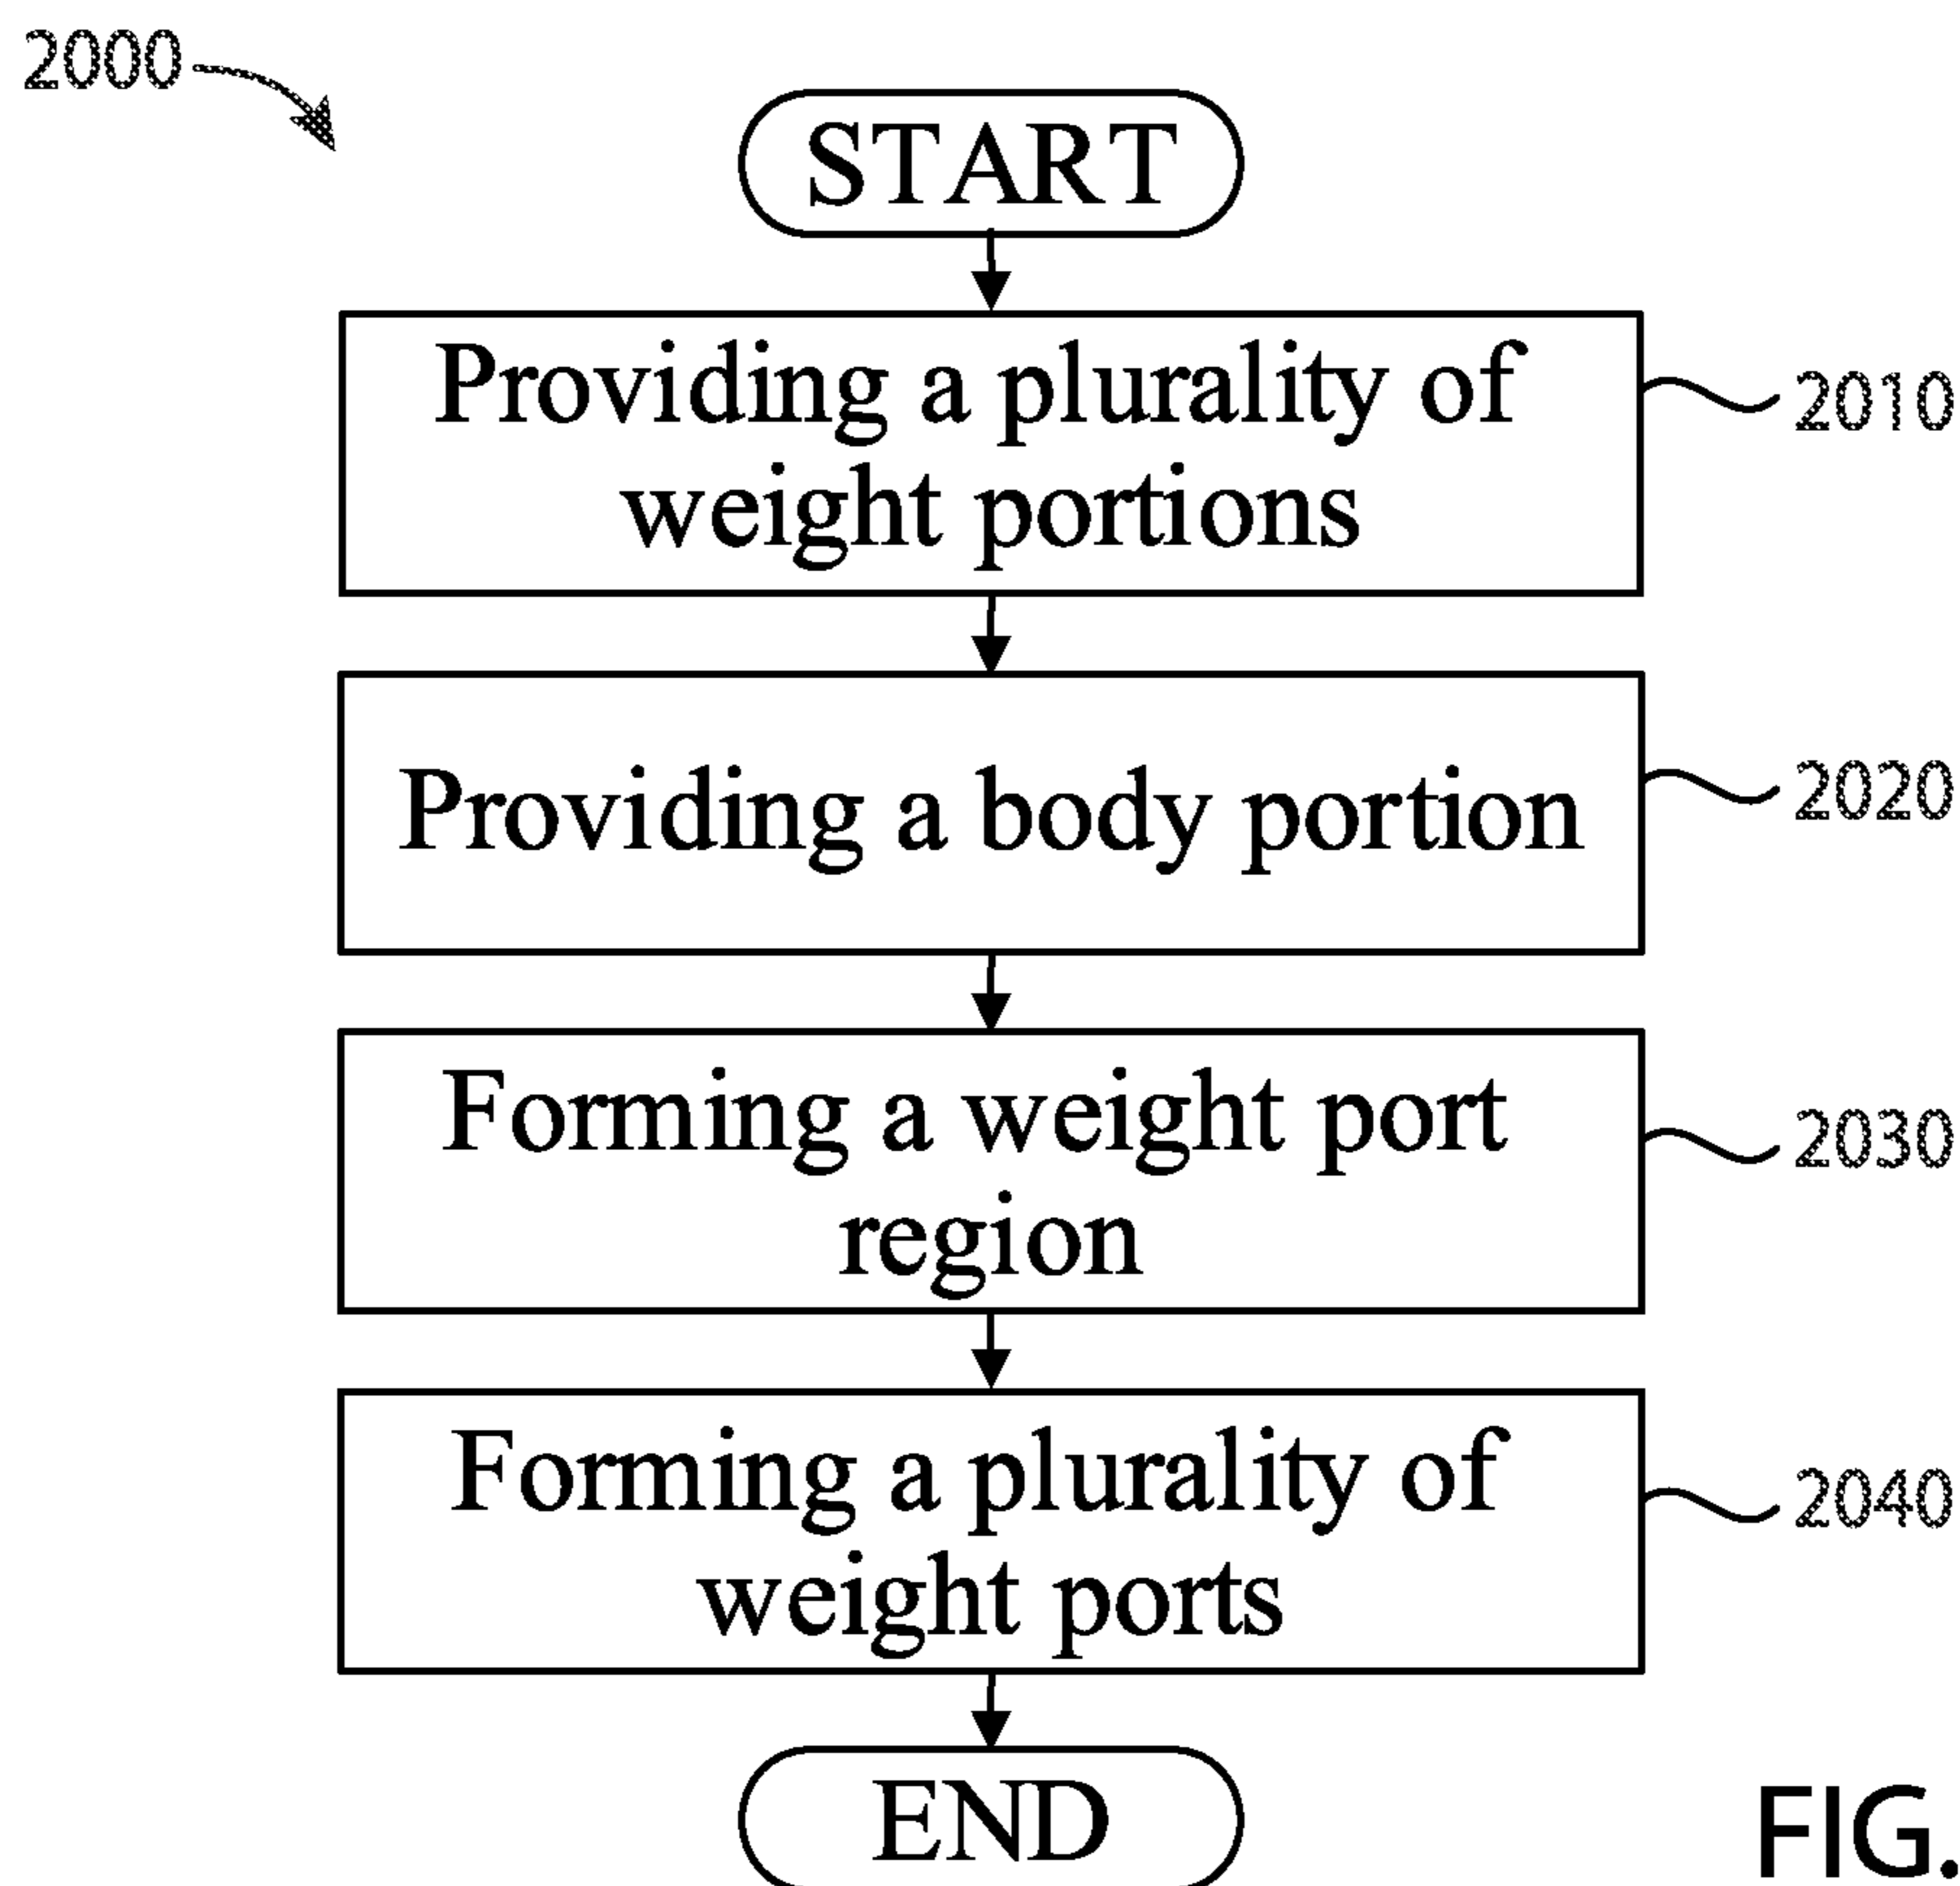 2000
START
Providing a plurality of
weight portions
2010
Providing a body portion
2020
Forming a weight port
region
2030
Forming a plurality of
weight ports
2040
END
FIG.